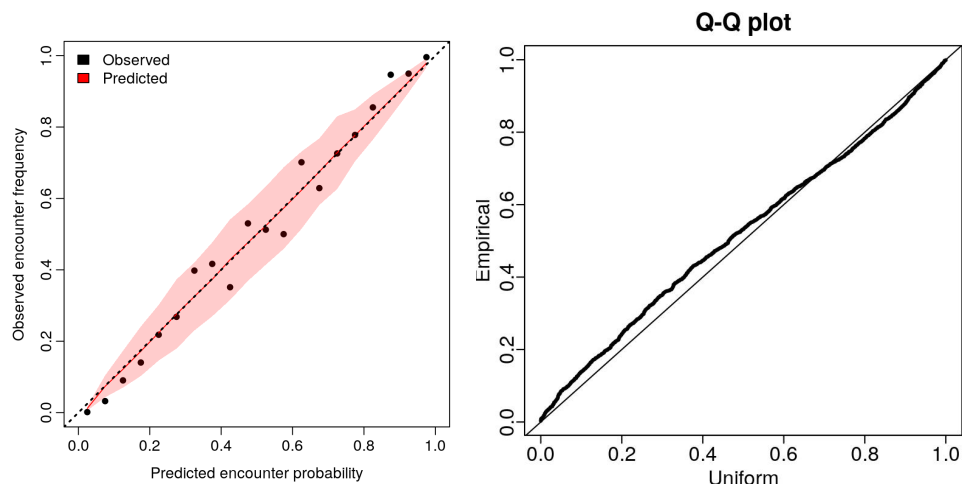 Observed
Predicted
1.0
0.8
0.6
0.4
0.2
0.0
Observed encounter frequency
0.0 0.2 0.4 0.6 0.8 1.0
Predicted encounter probability
Q-Q plot
1.0
0.8
0.6
0.4
0.2
0.0
Empirical
0.0 0.2 0.4 0.6 0.8 1.0
Uniform